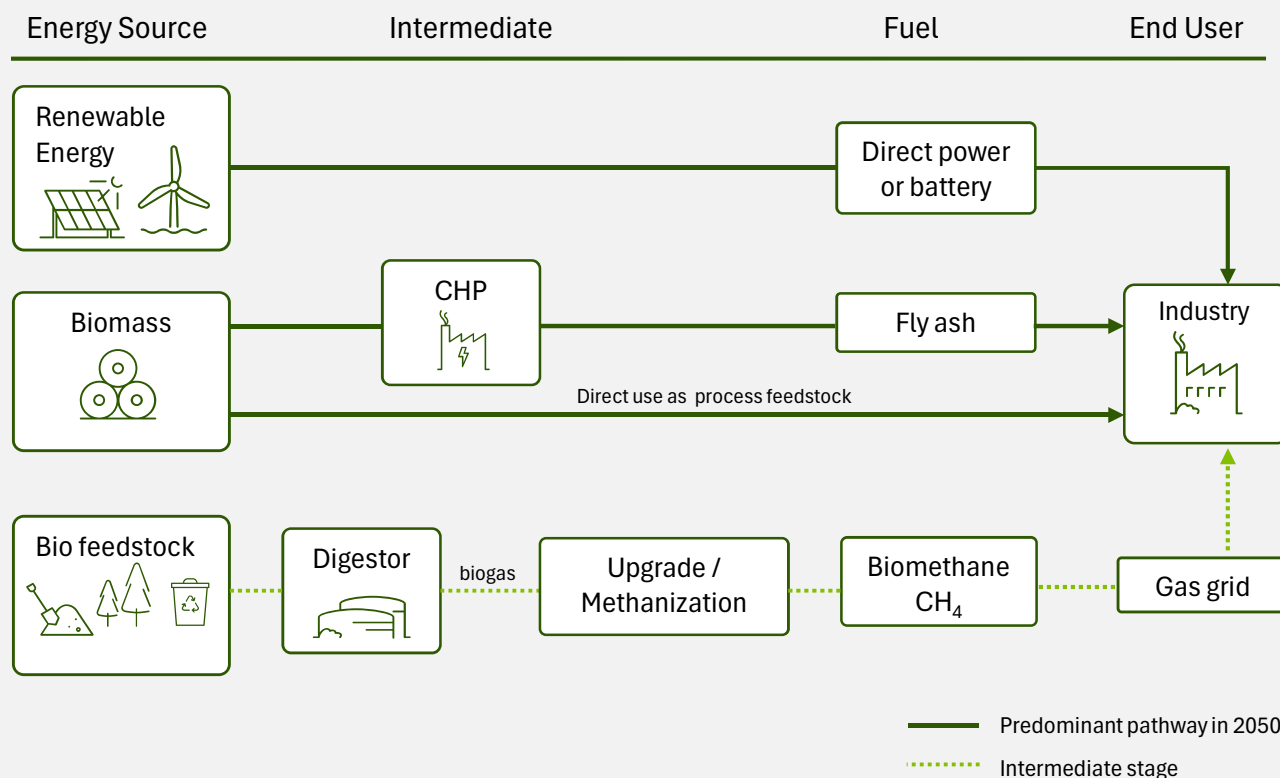 Energy Source
Intermediate
Fuel
End User
Renewable
Energy
Direct power
or battery
Biomass
CHP
Fly ash
Industry
Direct use as process feedstock
Bio feedstock
Digestor
biogas
Upgrade /
Methanization
Biomethane
CH₄
Gas grid
Predominant pathway in 2050
Intermediate stage